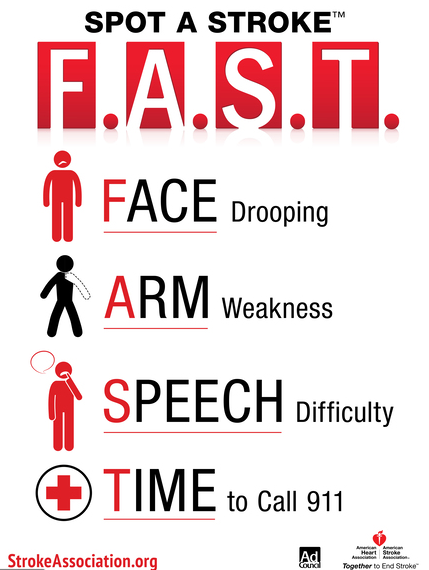 SPOT A STROKE™
F.A.S.T.
FACE Drooping
ARM Weakness
SPEECH Difficulty
TIME to Call 911
StrokeAssociation.org
Ad
Council
American
Heart
Association
American
Stroke
Association®
Together to End Stroke™